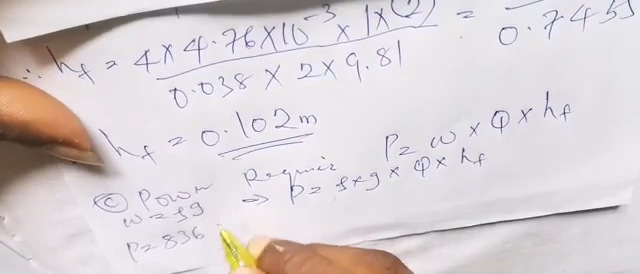 ∴ hf = 4 × 4.76×10⁻³ × 1 × (2) / 0.038 × 2 × 9.81 = 0.7455
hf = 0.102m
(C) Power Require P= w × Q × hf
w = ρg ⇒ P= ρ×g × Q × hf
P= 836